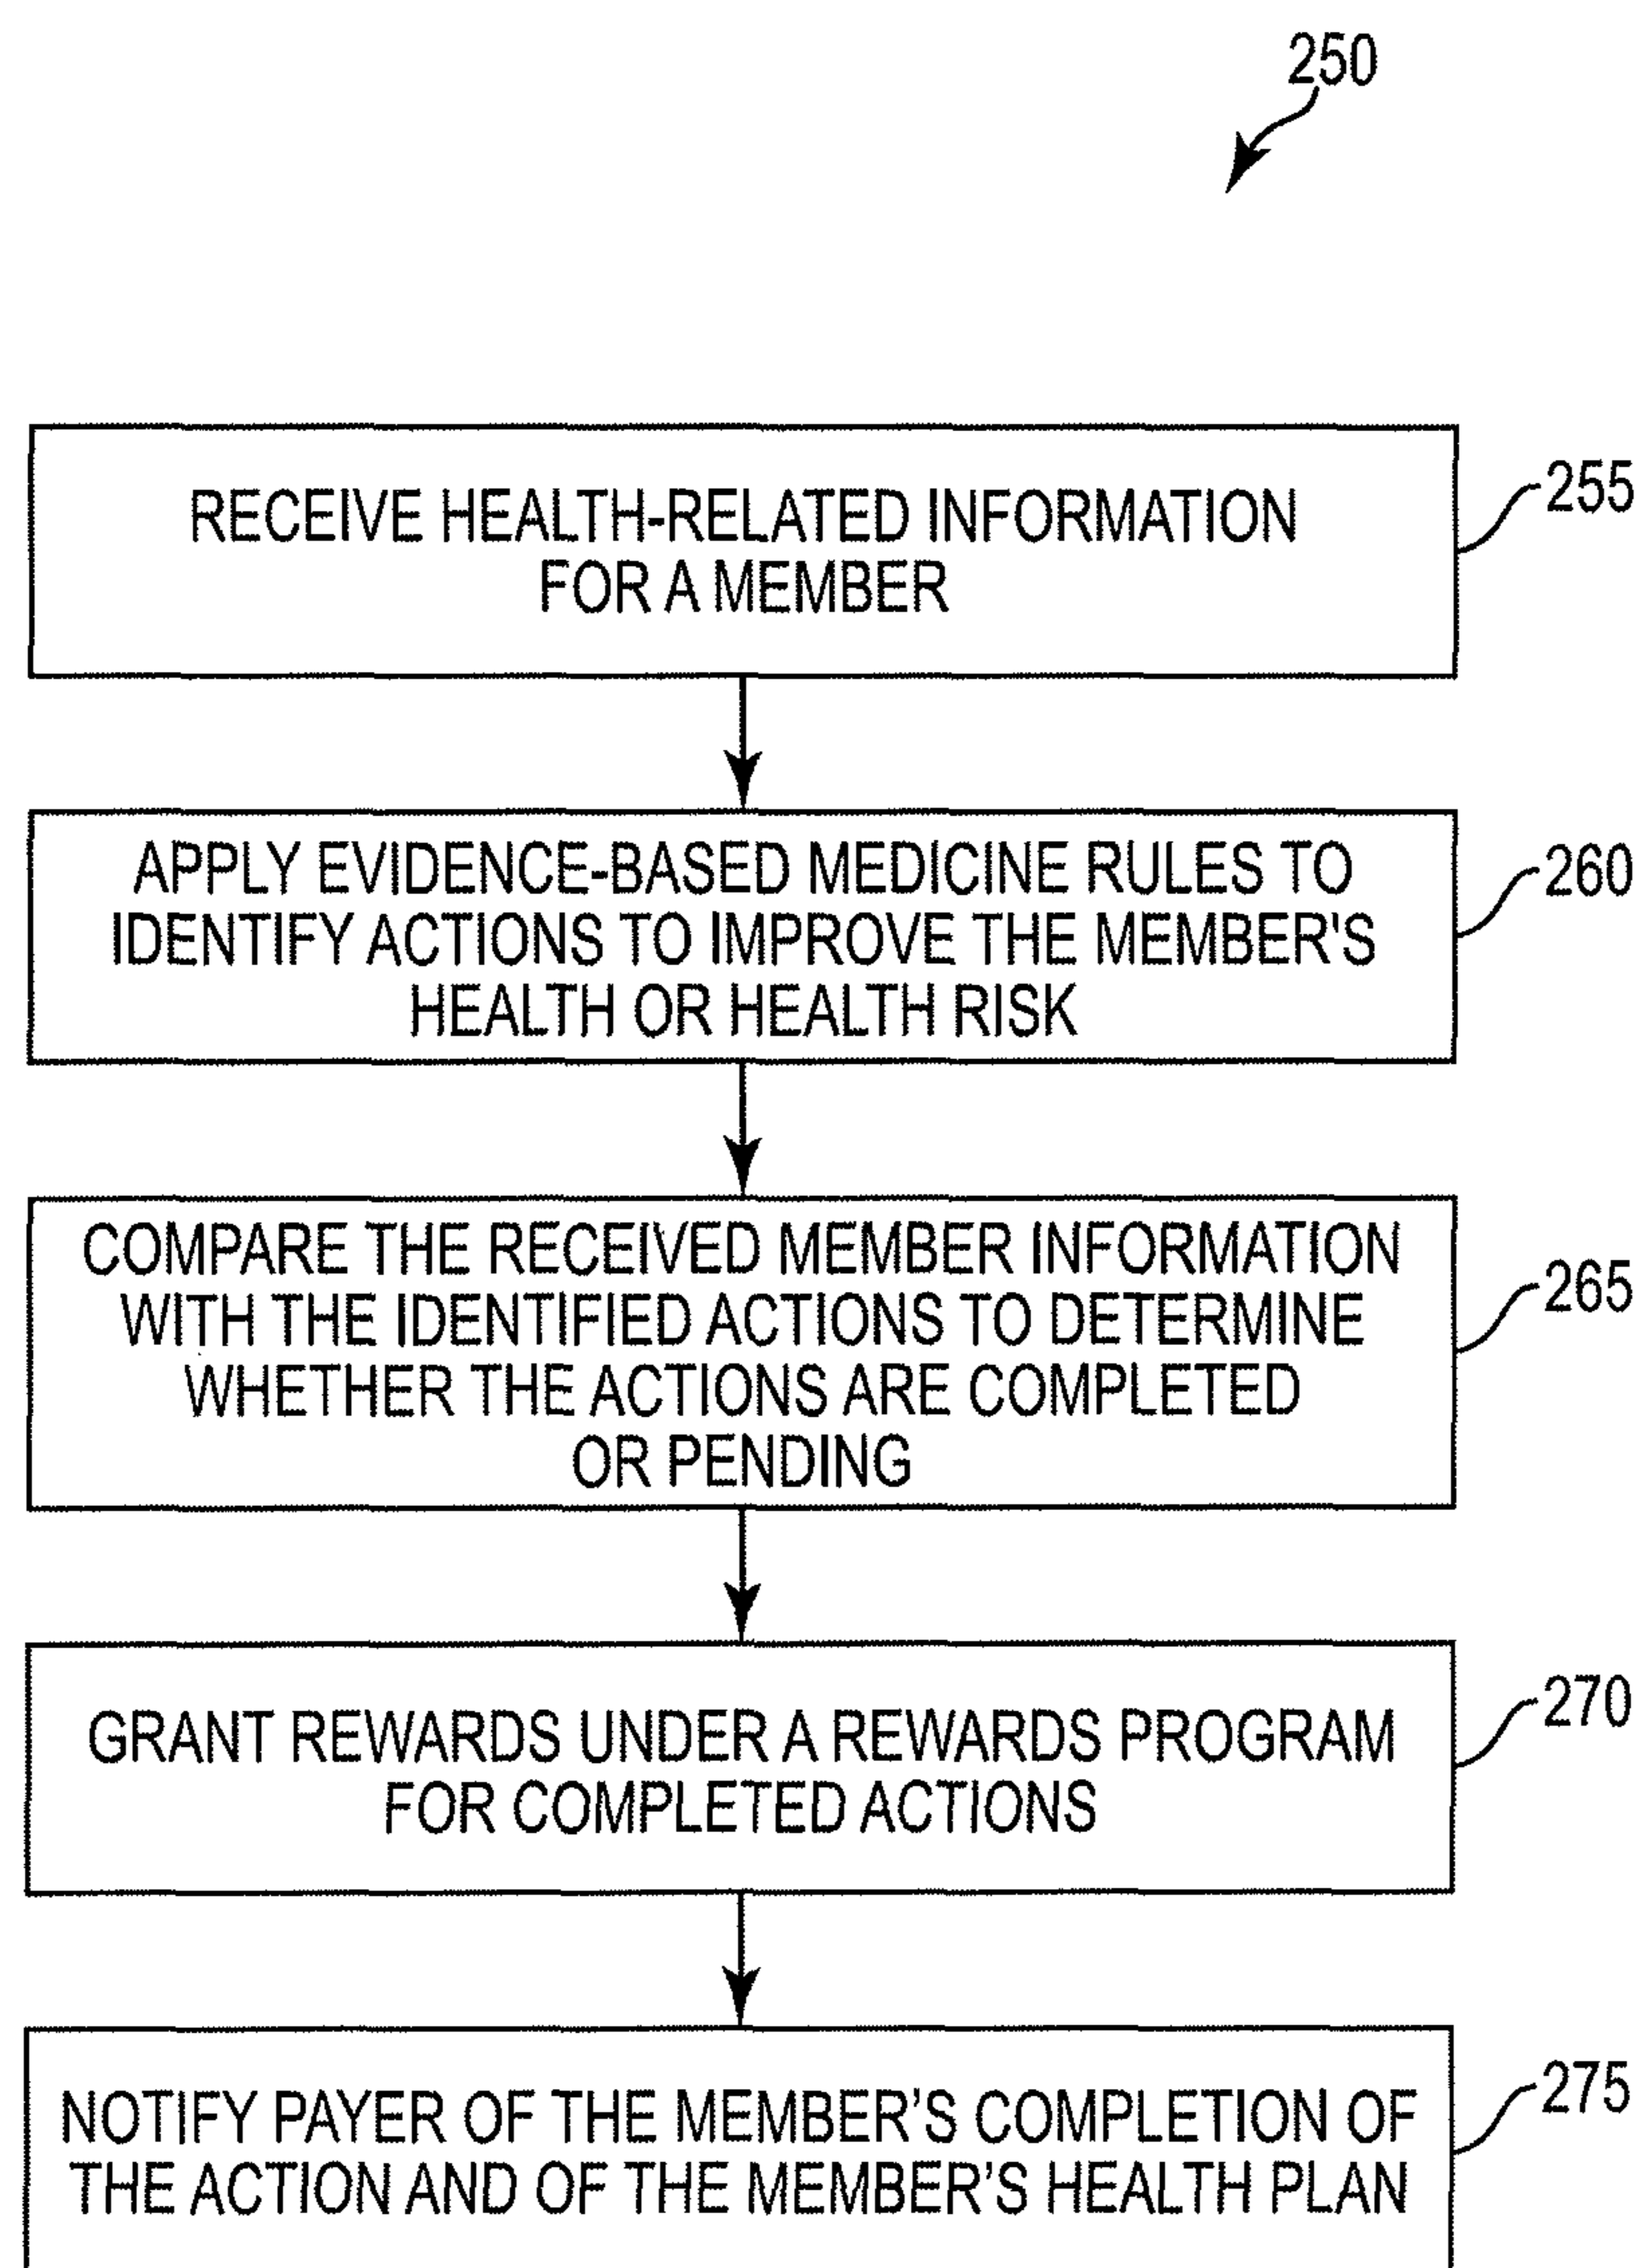 250
RECEIVE HEALTH-RELATED INFORMATION
FOR A MEMBER
255
APPLY EVIDENCE-BASED MEDICINE RULES TO
IDENTIFY ACTIONS TO IMPROVE THE MEMBER'S
HEALTH OR HEALTH RISK
260
COMPARE THE RECEIVED MEMBER INFORMATION
WITH THE IDENTIFIED ACTIONS TO DETERMINE
WHETHER THE ACTIONS ARE COMPLETED
OR PENDING
265
GRANT REWARDS UNDER A REWARDS PROGRAM
FOR COMPLETED ACTIONS
270
NOTIFY PAYER OF THE MEMBER’S COMPLETION OF
THE ACTION AND OF THE MEMBER’S HEALTH PLAN
275